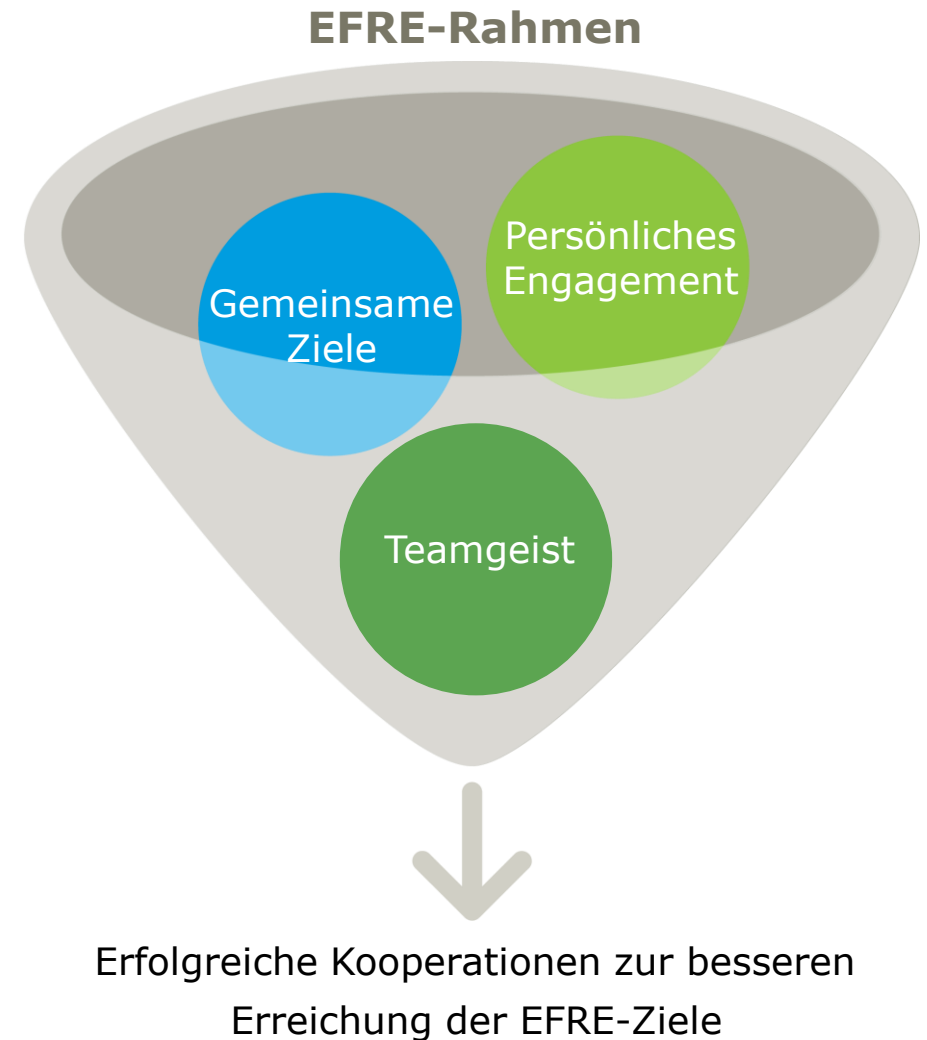 EFRE-Rahmen
Persönliches
Engagement
Gemeinsame
Ziele
Teamgeist
Erfolgreiche Kooperationen zur besseren
Erreichung der EFRE-Ziele